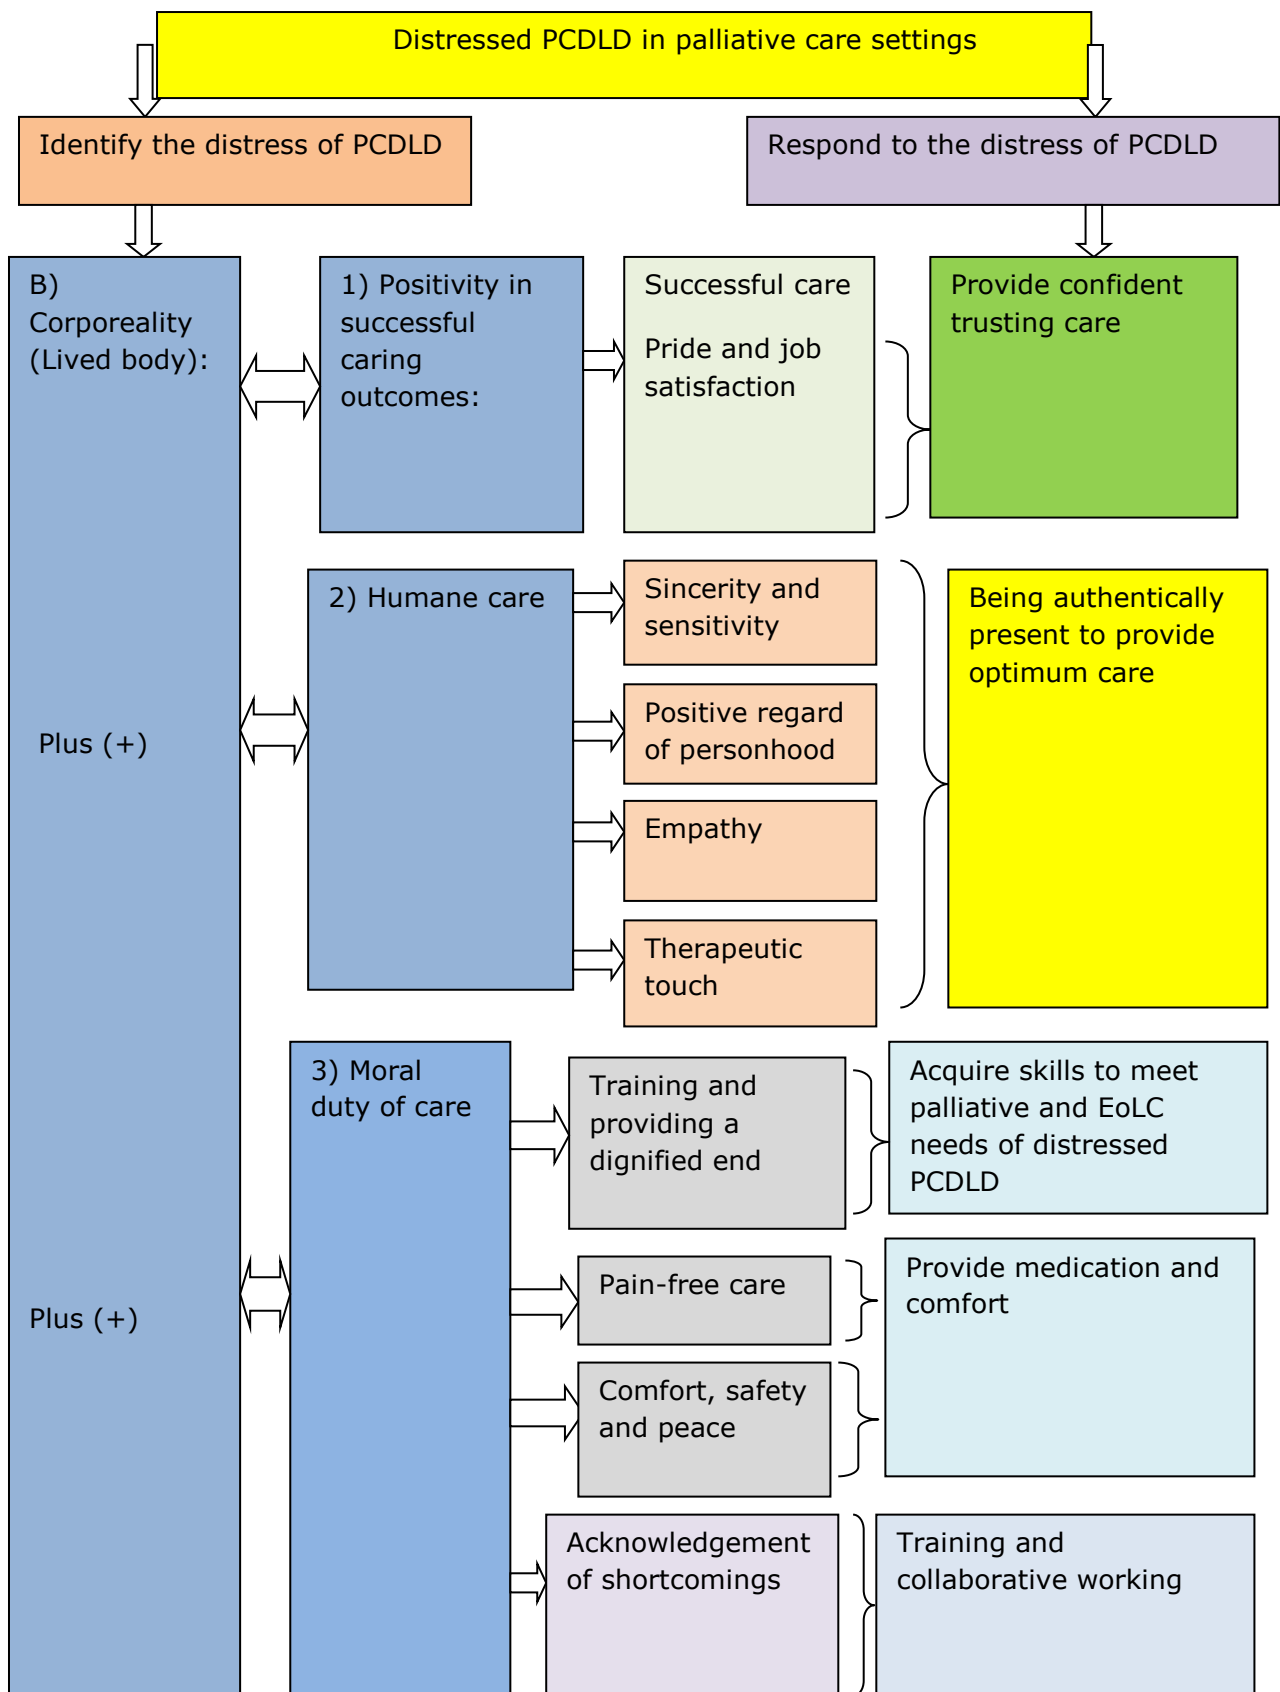 Distressed PCDLD in palliative care settings
Identify the distress of PCDLD
Respond to the distress of PCDLD
B)
Corporeality
(Lived body):
Plus (+)
Plus (+)
1) Positivity in
successful
caring
outcomes:
Successful care
Pride and job
satisfaction
Provide confident
trusting care
2) Humane care
Sincerity and
sensitivity
Positive regard
of personhood
Empathy
Therapeutic
touch
Being authentically
present to provide
optimum care
3) Moral
duty of care
Training and
providing a
dignified end
Acquire skills to meet
palliative and EoLC
needs of distressed
PCDLD
Pain-free care
Comfort, safety
and peace
Provide medication and
comfort
Acknowledgement
of shortcomings
Training and
collaborative working